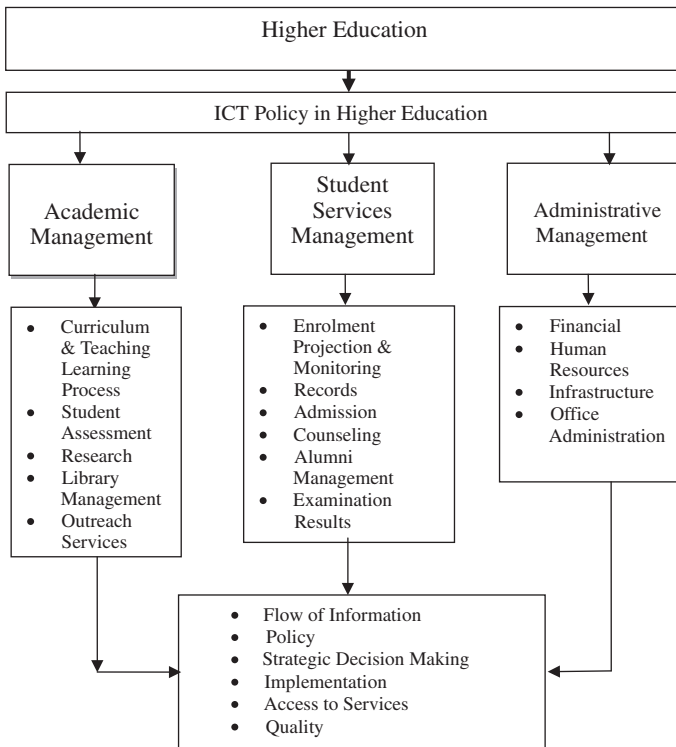 Higher Education
ICT Policy in Higher Education
Academic
Management
Student
Services
Management
Administrative
Management
• Curriculum
& Teaching
Learning
Process
• Student
Assessment
• Research
• Library
Management
• Outreach
Services
• Enrolment
Projection &
Monitoring
• Records
• Admission
• Counseling
• Alumni
Management
• Examination
Results
• Financial
• Human
Resources
• Infrastructure
• Office
Administration
• Flow of Information
• Policy
• Strategic Decision Making
• Implementation
• Access to Services
• Quality